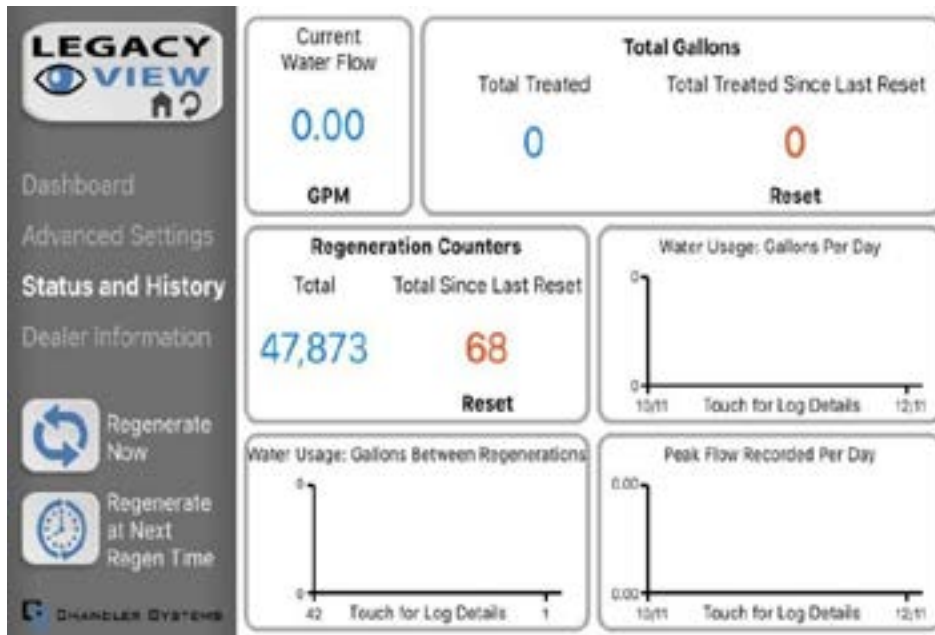 LEGACY
VIEW
Dashboard
Advanced Settings
Status and History
Dealer Information
Regenerate
Now
Regenerate
at Next
Regen Time
CHANDLER SYSTEMS
Current
Water Flow
0.00
GPM
Total Gallons
Total Treated
0
Total Treated Since Last Reset
0
Reset
Regeneration Counters
Total
47,873
Total Since Last Reset
68
Reset
Water Usage: Gallons Per Day
0
0
10/11 Touch for Log Details 12/11
Water Usage: Gallons Between Regenerations
0
0
42 Touch for Log Details 1
Peak Flow Recorded Per Day
0.00
0.00
10/11 Touch for Log Details 12/11